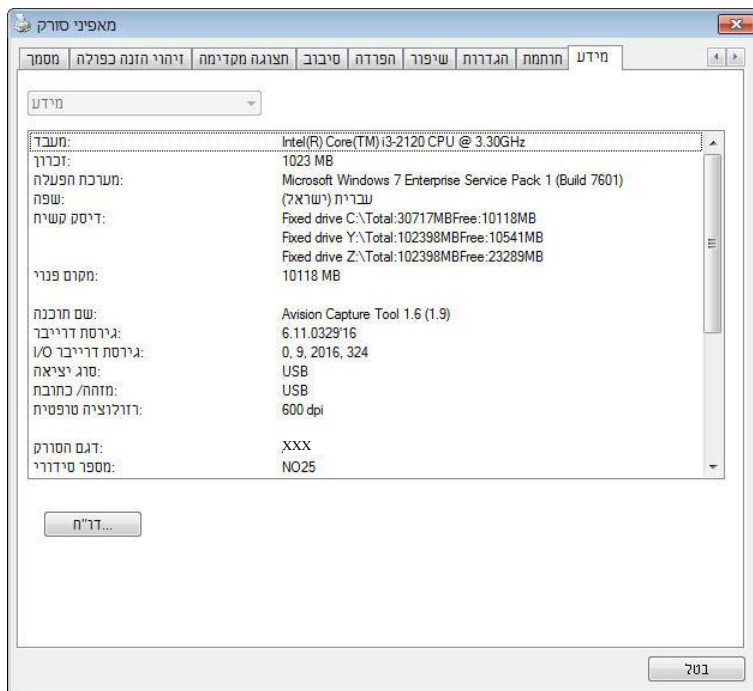 מאפיני סורק
מסמך זיהוי הזנה כפולה תצוגה מקדימה סיבוב הפרדה שיפור הגדרות חותמת מידע
מידע
מעבד: Intel(R) Core(TM) i3-2120 CPU @ 3.30GHz
זכרון: 1023 MB
מערכת הפעלה: Microsoft Windows 7 Enterprise Service Pack 1 (Build 7601)
שפה: עברית (ישראל)
דיסק קשיח: Fixed drive C:\Total:30717MBFree:10118MB
Fixed drive Y:\Total:102398MBFree:10541MB
Fixed drive Z:\Total:102398MBFree:23289MB
מקום פנוי: 10118 MB
שם תוכנה: Avision Capture Tool 1.6 (1.9)
גירסת דרייבר: 6.11.0329'16
גירסת דרייבר I/O: 0, 9, 2016, 324
סוג יציאה: USB
מזהה/ כתובת: USB
רזולוציה טופטית: 600 dpi
דגם הסורק: XXX
מספר סידורי: NO25
דו"ח...
בטל